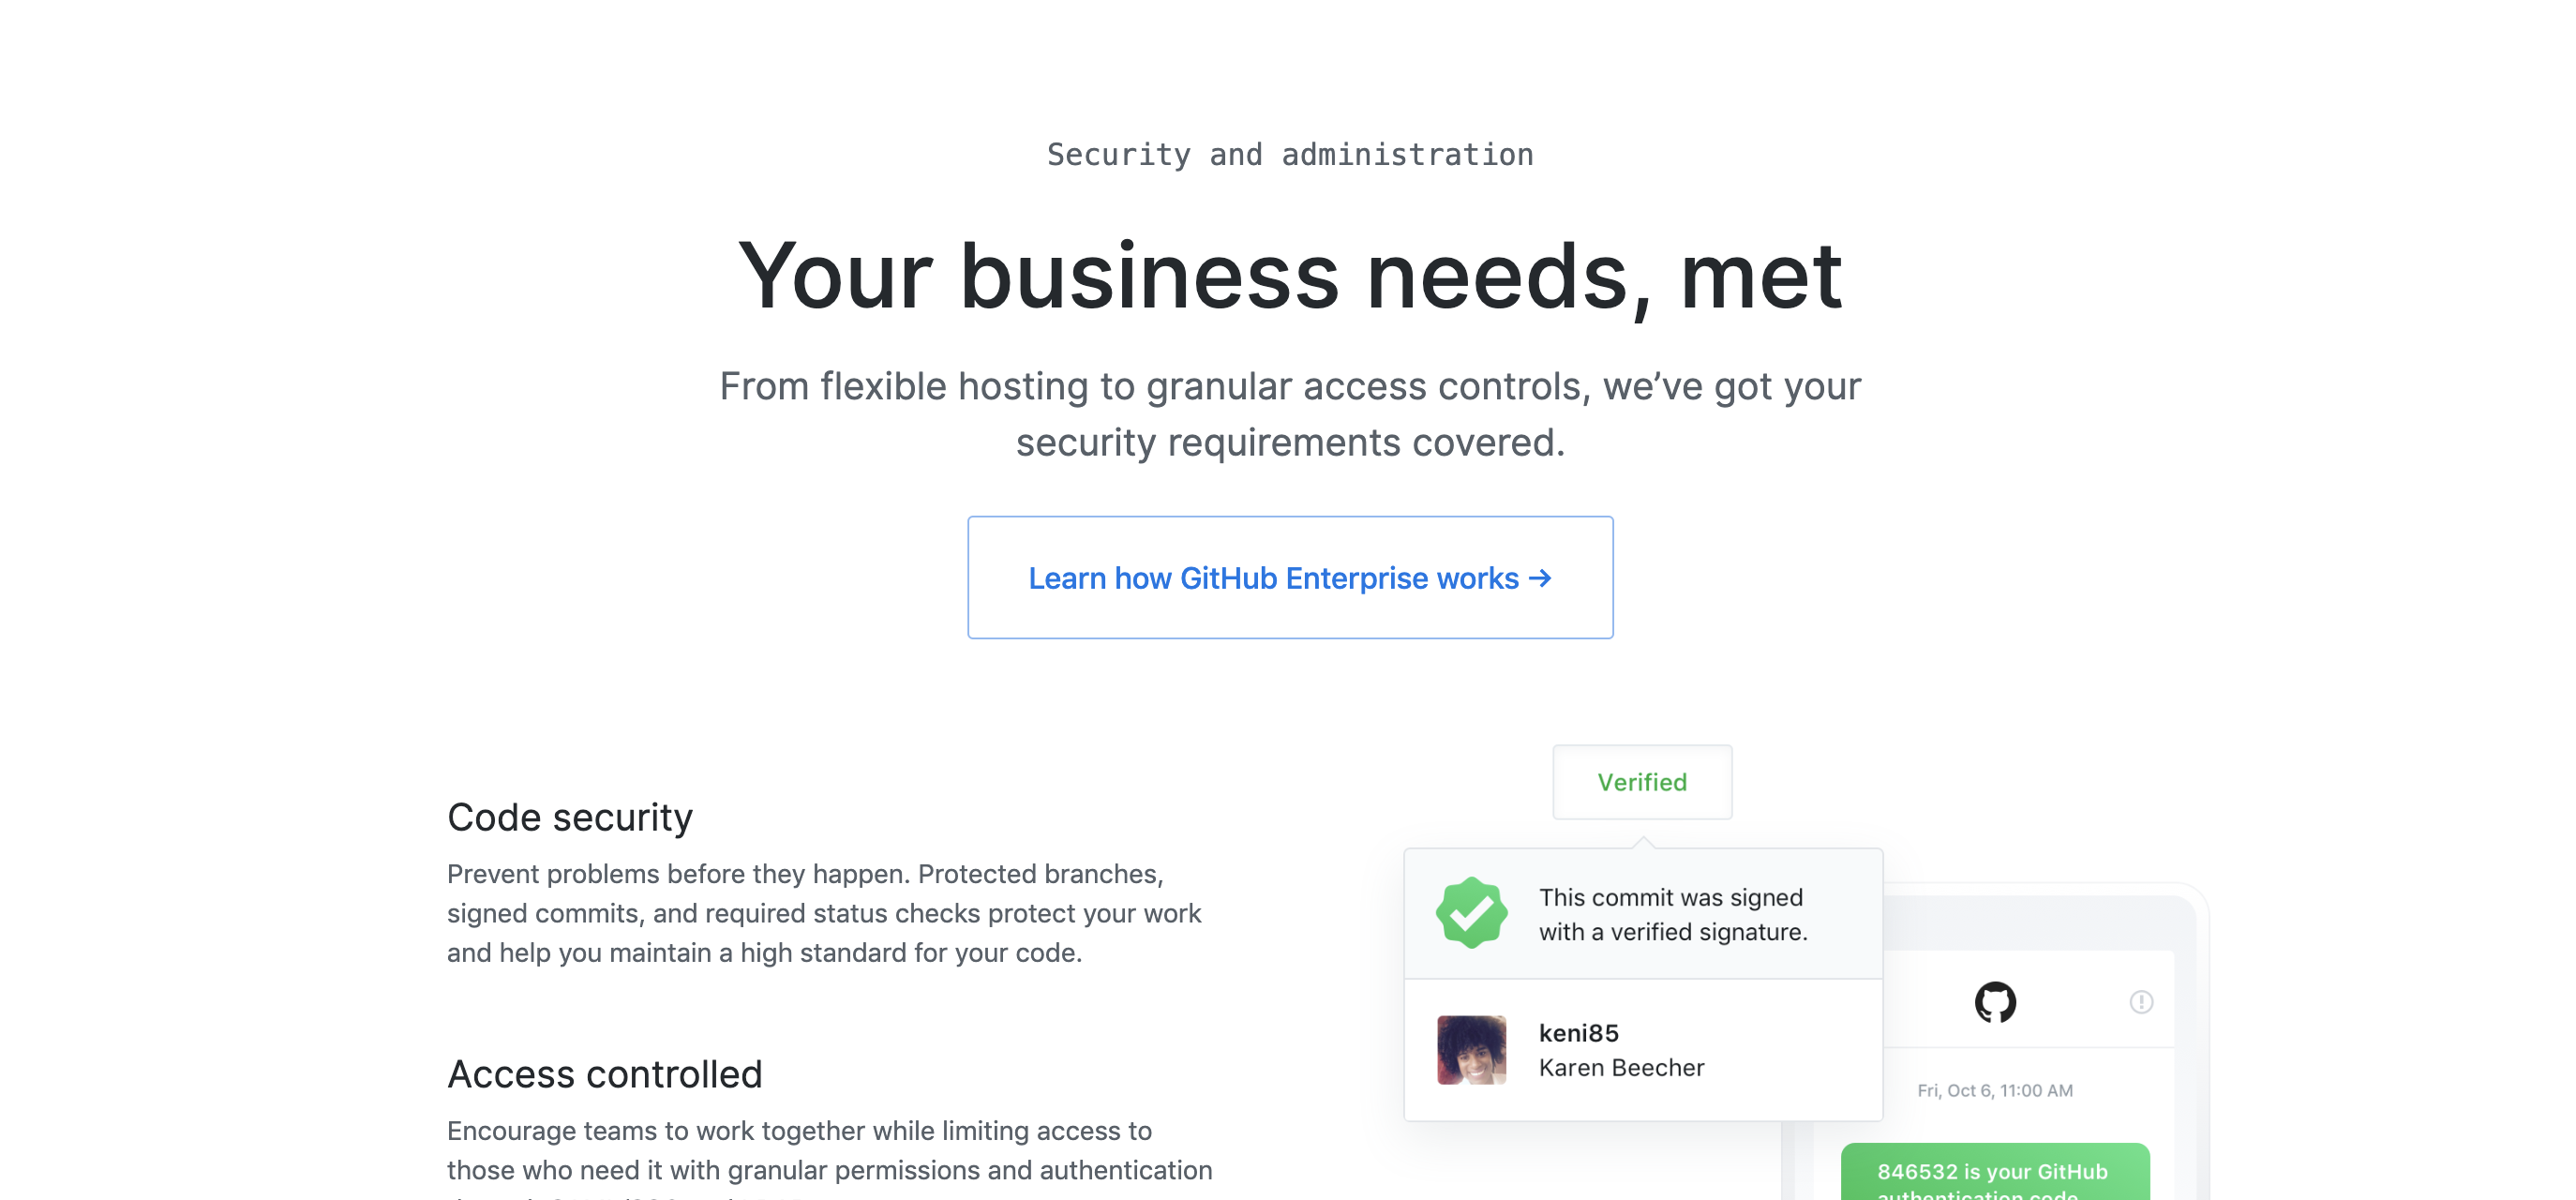 Security and administration
Your business needs, met
From flexible hosting to granular access controls, we’ve got your
security requirements covered.
Learn how GitHub Enterprise works →
Code security
Prevent problems before they happen. Protected branches,
signed commits, and required status checks protect your work
and help you maintain a high standard for your code.
Access controlled
Encourage teams to work together while limiting access to
those who need it with granular permissions and authentication
Verified
This commit was signed
with a verified signature.
keni85
Karen Beecher
Fri, Oct 6, 11:00 AM
846532 is your GitHub
authentication code